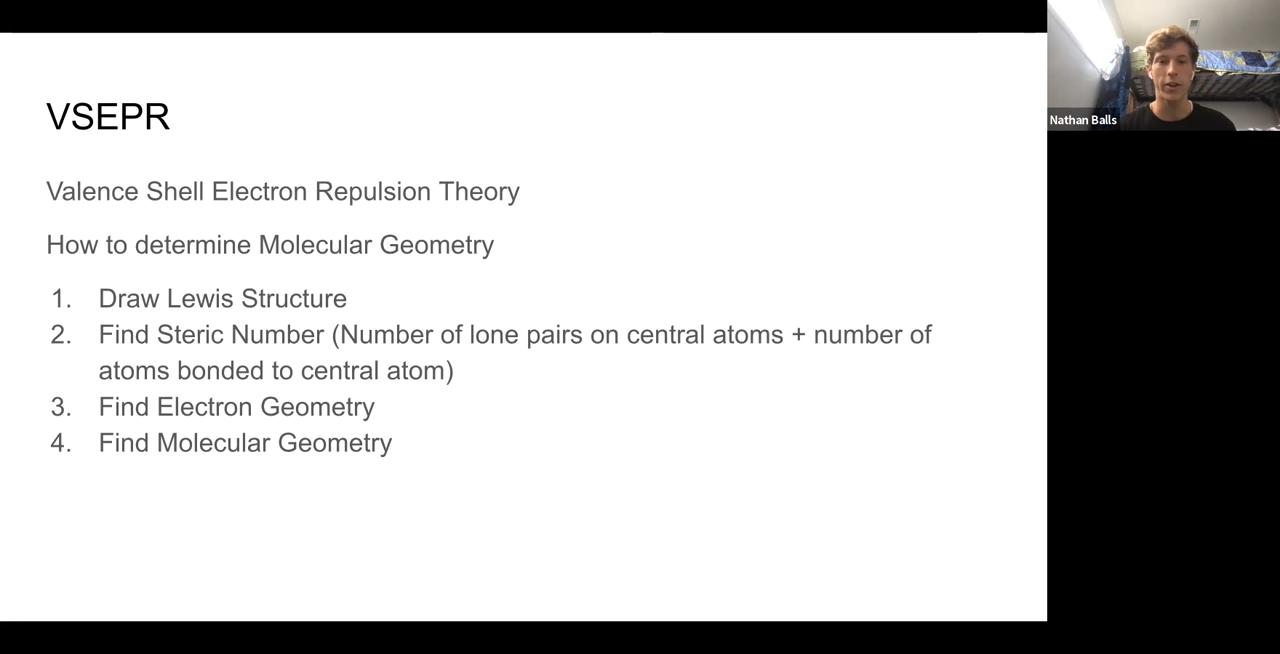 VSEPR
Valence Shell Electron Repulsion Theory
How to determine Molecular Geometry
1. Draw Lewis Structure
2. Find Steric Number (Number of lone pairs on central atoms + number of
atoms bonded to central atom)
3. Find Electron Geometry
4. Find Molecular Geometry
Nathan Balls